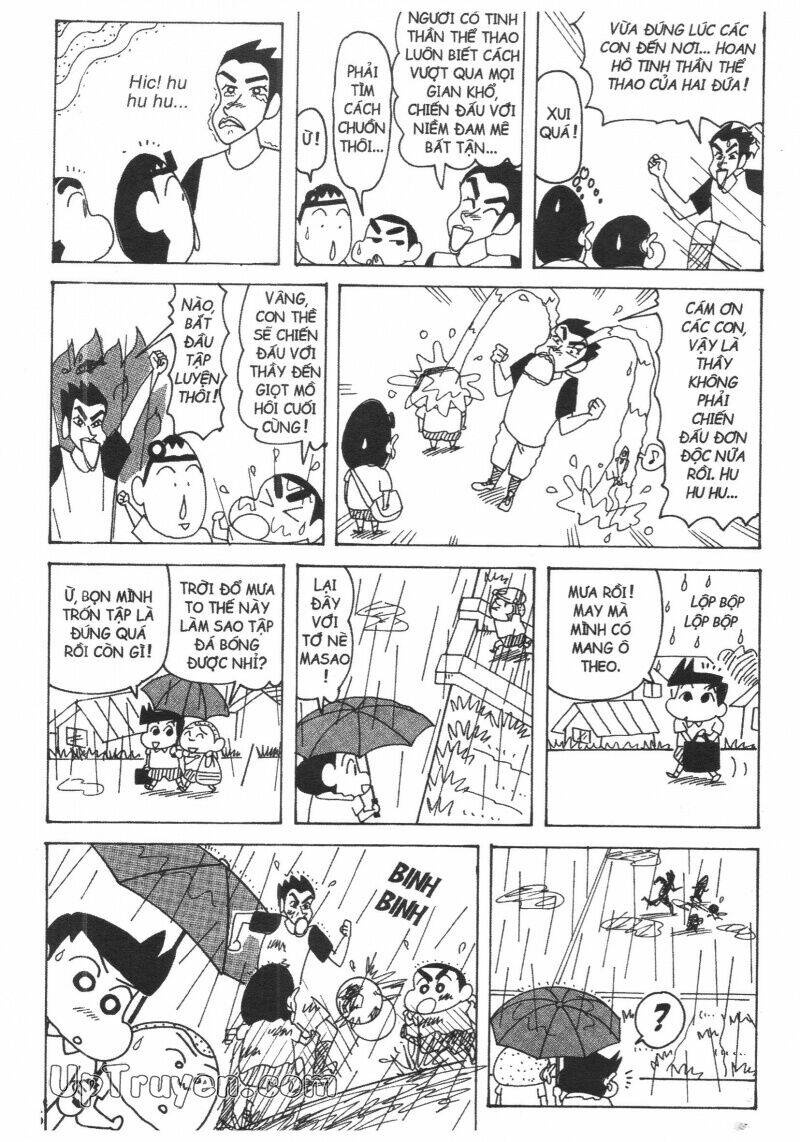 VỪA ĐÚNG LÚC CÁC
CON ĐẾN NƠI... HOAN
HÔ TINH THẦN THỂ
THAO CỦA HAI ĐỨA!
XUI
QUÁ!
NGƯỜI CÓ TINH
THẦN THỂ THAO
LUÔN BIẾT CÁCH
VƯỢT QUA MỌI
GIAN KHỔ,
CHIẾN ĐẤU VỚI
NIỀM ĐAM MÊ
BẤT TẬN...
PHẢI
TÌM
CÁCH
CHUỒN
THÔI...
Ừ!
Hic! hu
hu hu...
CÁM ƠN
CÁC CON,
VẬY LÀ
THẦY
KHÔNG
PHẢI
CHIẾN
ĐẤU ĐƠN
ĐỘC NỮA
RỒI. HU
HU HU...
VÂNG,
CON THỀ
SẼ CHIẾN
ĐẤU VỚI
THẦY ĐẾN
GIỌT MỒ
HÔI CUỐI
CÙNG!
NÀO,
BẮT
ĐẦU
TẬP
LUYỆN
THÔI!
LỘP BỘP
LỘP BỘP
MƯA RỒI!
MAY MÀ
MÌNH CÓ
MANG Ô
THEO.
LẠI
ĐÂY
VỚI
TỚ NÈ
MASAO
!
TRỜI ĐỔ MƯA
TO THẾ NÀY
LÀM SAO TẬP
ĐÁ BÓNG
ĐƯỢC NHỈ?
Ừ, BỌN MÌNH
TRỐN TẬP LÀ
ĐÚNG QUÁ
RỒI CÒN GÌ!
?
BINH
BINH
UpTruyen.com